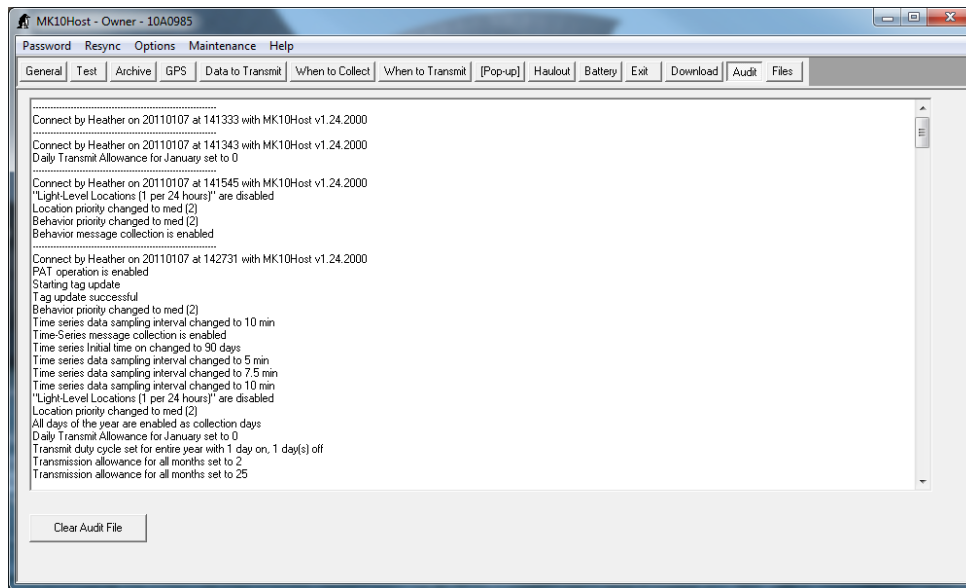 MK10Host - Owner - 10A0985
Password Resync Options Maintenance Help
General Test Archive GPS Data to Transmit When to Collect When to Transmit [Pop-up] Haulout Battery Exit Download Audit Files
------------------------------------------------------------
Connect by Heather on 20110107 at 141333 with MK10Host v1.24.2000
------------------------------------------------------------
Connect by Heather on 20110107 at 141343 with MK10Host v1.24.2000
Daily Transmit Allowance for January set to 0
------------------------------------------------------------
Connect by Heather on 20110107 at 141545 with MK10Host v1.24.2000
"Light-Level Locations (1 per 24 hours)" are disabled
Location priority changed to med (2)
Behavior priority changed to med (2)
Behavior message collection is enabled
------------------------------------------------------------
Connect by Heather on 20110107 at 142731 with MK10Host v1.24.2000
PAT operation is enabled
Starting tag update
Tag update successful
Behavior priority changed to med (2)
Time series data sampling interval changed to 10 min
Time-Series message collection is enabled
Time series Initial time on changed to 90 days
Time series data sampling interval changed to 5 min
Time series data sampling interval changed to 7.5 min
Time series data sampling interval changed to 10 min
"Light-Level Locations (1 per 24 hours)" are disabled
Location priority changed to med (2)
All days of the year are enabled as collection days
Daily Transmit Allowance for January set to 0
Transmit duty cycle set for entire year with 1 day on, 1 day(s) off
Transmission allowance for all months set to 2
Transmission allowance for all months set to 25
Clear Audit File